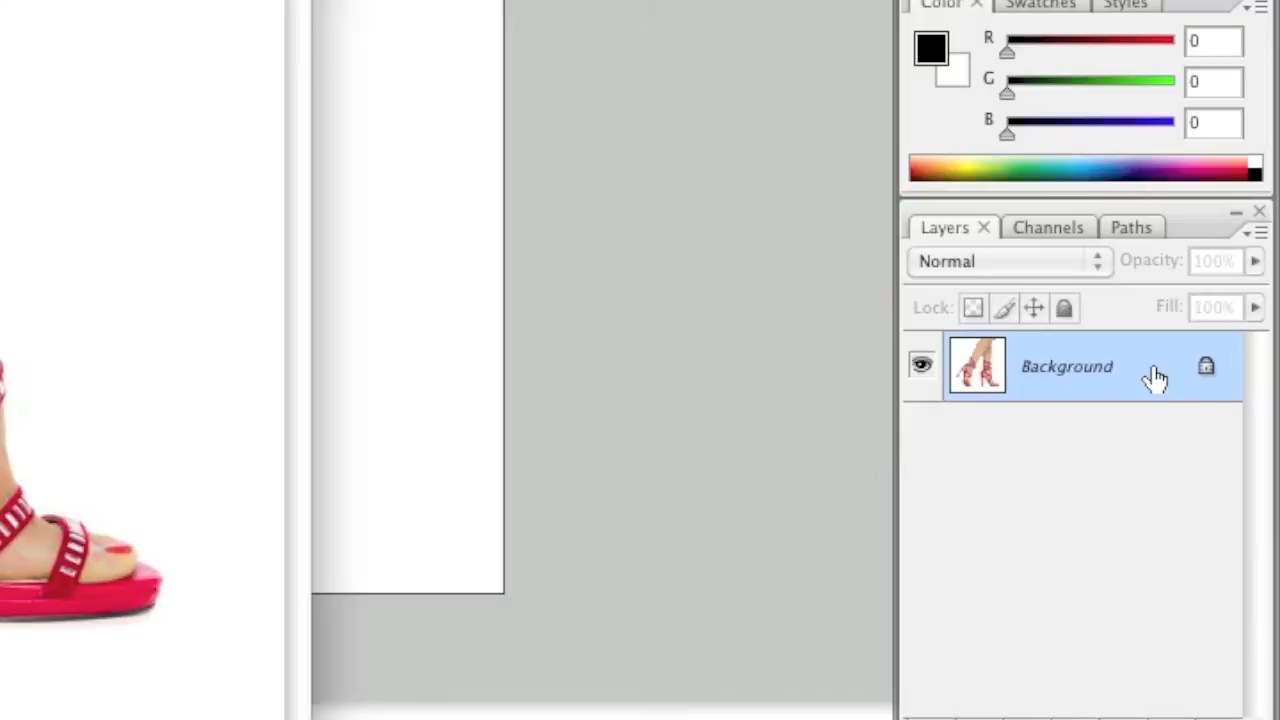 Color Swatches Styles
R 0
G 0
B 0
Layers Channels Paths
Normal Opacity: 100%
Lock: Fill: 100%
Background